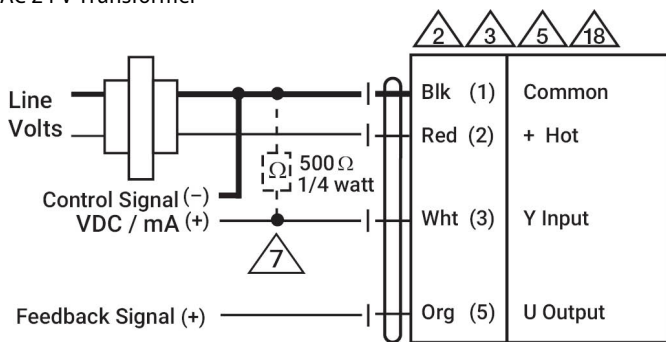 AC 24 V Transformer
2 3 5 18
Line
Volts
Blk (1) Common
Red (2) + Hot
Ω 500 Ω
1/4 watt
Control Signal (−)
VDC / mA (+)
Wht (3) Y Input
7
Feedback Signal (+)
Org (5) U Output